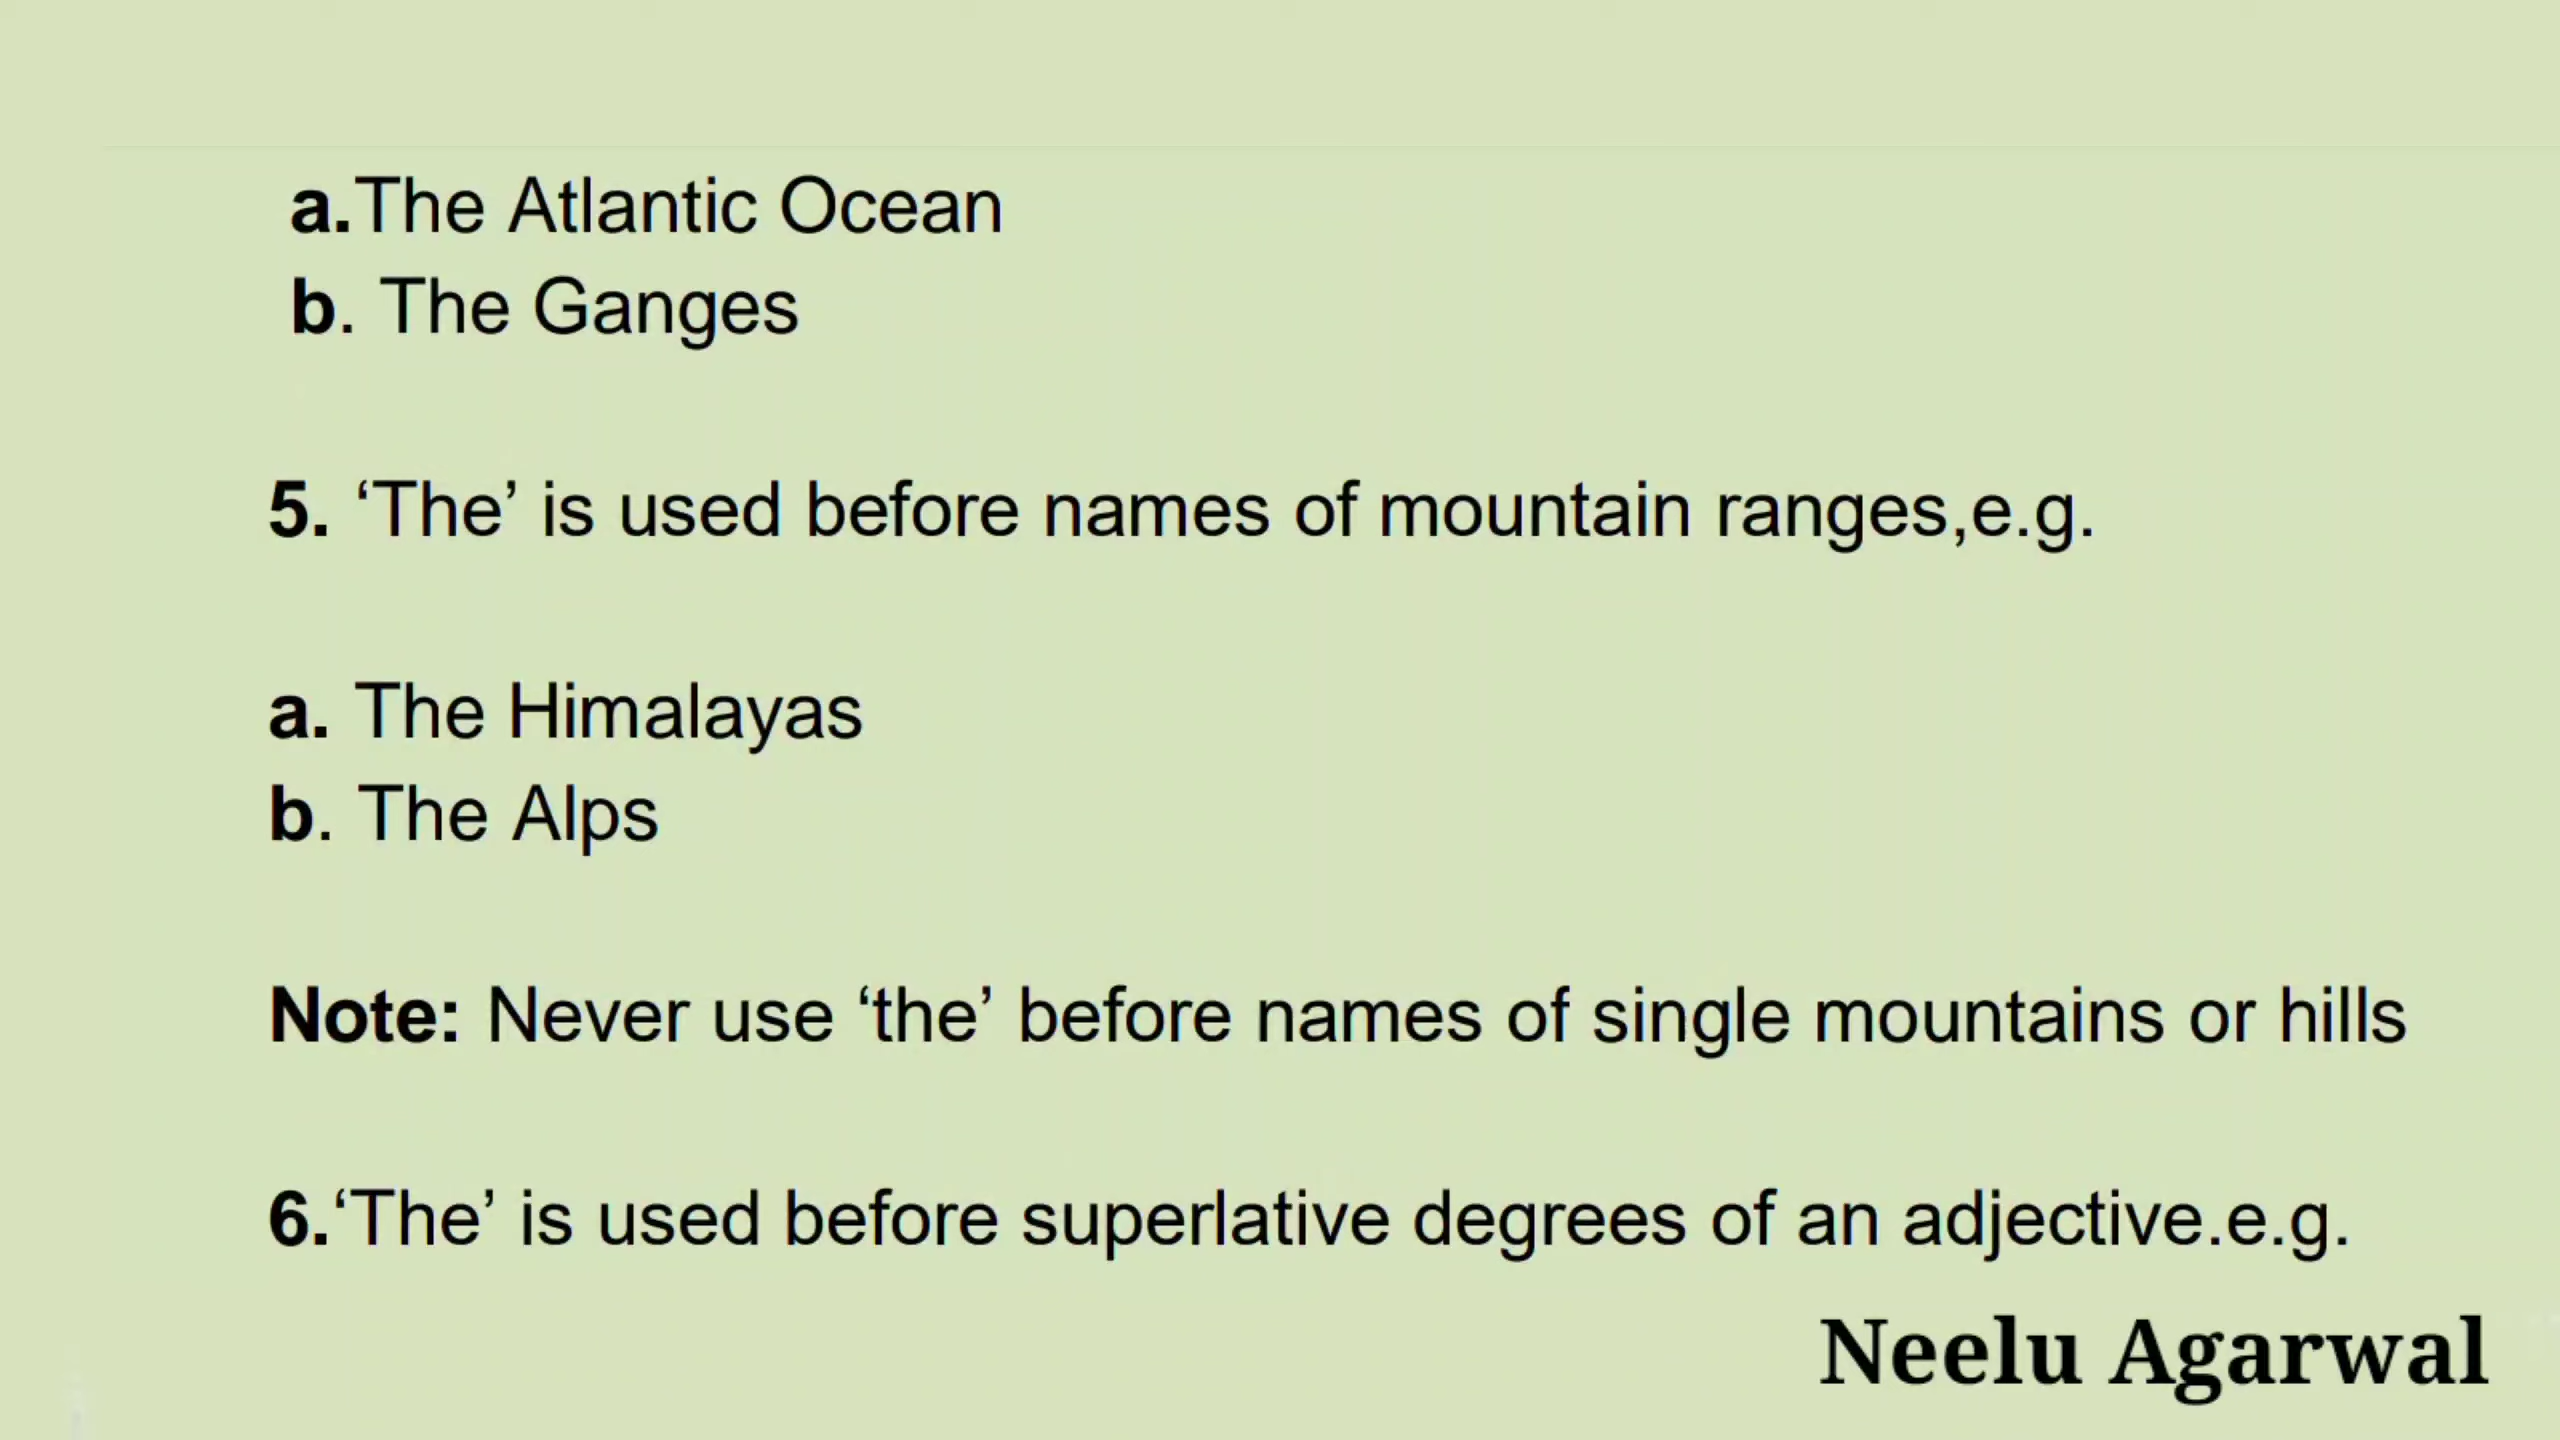 a.The Atlantic Ocean
b. The Ganges
5. ‘The’ is used before names of mountain ranges,e.g.
a. The Himalayas
b. The Alps
Note: Never use ‘the’ before names of single mountains or hills
6.‘The’ is used before superlative degrees of an adjective.e.g.
Neelu Agarwal